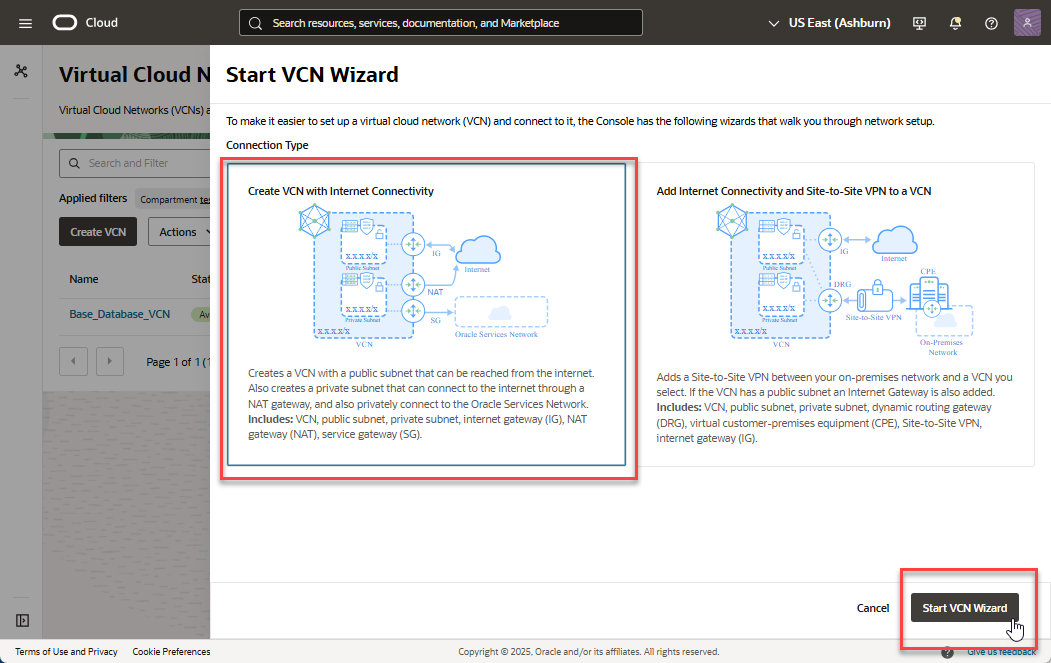 Cloud
Search resources, services, documentation, and Marketplace
US East (Ashburn)
Virtual Cloud N
Virtual Cloud Networks (VCNs) a
Search and Filter
Applied filters
Compartment
Create VCN
Actions
Name
Stat
Base_Database_VCN
Av
Page 1 of 1 (1
Start VCN Wizard
To make it easier to set up a virtual cloud network (VCN) and connect to it, the Console has the following wizards that walk you through network setup.
Connection Type
Create VCN with Internet Connectivity
X.X.X.X/X
Public Subnet
X.X.X.X/X
Private Subnet
X.X.X.X/X
VCN
IG
NAT
SG
Internet
Oracle Services Network
Creates a VCN with a public subnet that can be reached from the internet.
Also creates a private subnet that can connect to the internet through a
NAT gateway, and also privately connect to the Oracle Services Network.
Includes: VCN, public subnet, private subnet, internet gateway (IG), NAT
gateway (NAT), service gateway (SG).
Add Internet Connectivity and Site-to-Site VPN to a VCN
X.X.X.X/X
Public Subnet
X.X.X.X/X
Private Subnet
X.X.X.X/X
VCN
IG
Internet
DRG
Site-to-Site VPN
CPE
On-Premises
Network
Adds a Site-to-Site VPN between your on-premises network and a VCN you
select. If the VCN has a public subnet an Internet Gateway is also added.
Includes: VCN, public subnet, private subnet, dynamic routing gateway
(DRG), virtual customer-premises equipment (CPE), Site-to-Site VPN,
internet gateway (IG).
Cancel
Start VCN Wizard
Terms of Use and Privacy
Cookie Preferences
Copyright © 2025, Oracle and/or its affiliates. All rights reserved.
Give us feedback